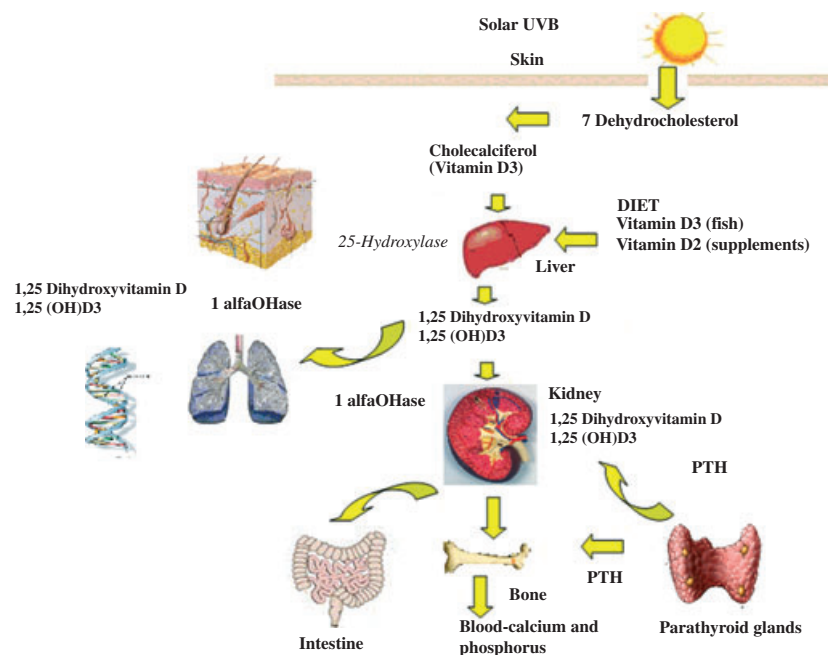 Solar UVB
Skin
7 Dehydrocholesterol
Cholecalciferol
(Vitamin D3)
DIET
Vitamin D3 (fish)
Vitamin D2 (supplements)
25-Hydroxylase
Liver
1,25 Dihydroxyvitamin D
1,25 (OH)D3
1 alfaOHase
1,25 Dihydroxyvitamin D
1,25 (OH)D3
1 alfaOHase
Kidney
1,25 Dihydroxyvitamin D
1,25 (OH)D3
PTH
PTH
Bone
Intestine
Blood-calcium and
phosphorus
Parathyroid glands